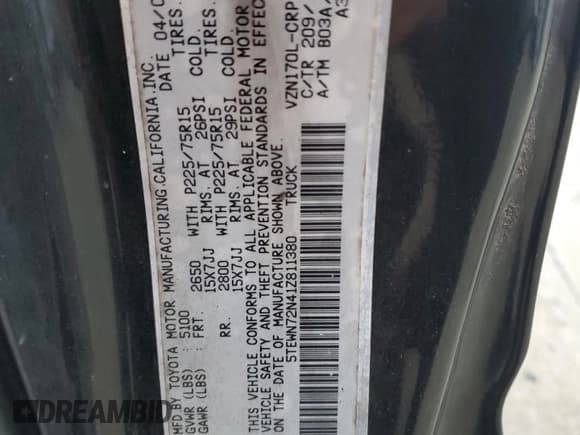 MFD BY TOYOTA MOTOR MANUFACTURING.CALIFORNIA.INC.
GVWR (LBS) : 5100
GAWR (LBS) : FRT. 2650 WITH P225/75R15 TIRES.
15X7JJ RIMS. AT 26PSI COLD.
RR. 2800 WITH P225/75R15 TIRES.
15X7JJ RIMS. AT 29PSI COLD.
THIS VEHICLE CONFORMS TO ALL APPLICABLE FEDERAL MOTOR
VEHICLE SAFETY AND THEFT PREVENTION STANDARDS IN EFFECT
ON THE DATE OF MANUFACTURE SHOWN ABOVE.
5TEWN72N41Z811380 TRUCK
04/0
VZN170L-CRP
C/TR 209/
A/TM B03A
A3
DREAMBID